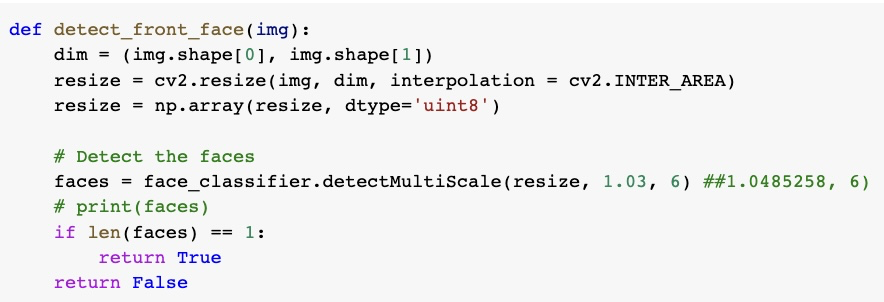 def detect_front_face(img):
    dim = (img.shape[0], img.shape[1])
    resize = cv2.resize(img, dim, interpolation = cv2.INTER_AREA)
    resize = np.array(resize, dtype='uint8')

    # Detect the faces
    faces = face_classifier.detectMultiScale(resize, 1.03, 6) ##1.0485258, 6)
    # print(faces)
    if len(faces) == 1:
        return True
    return False